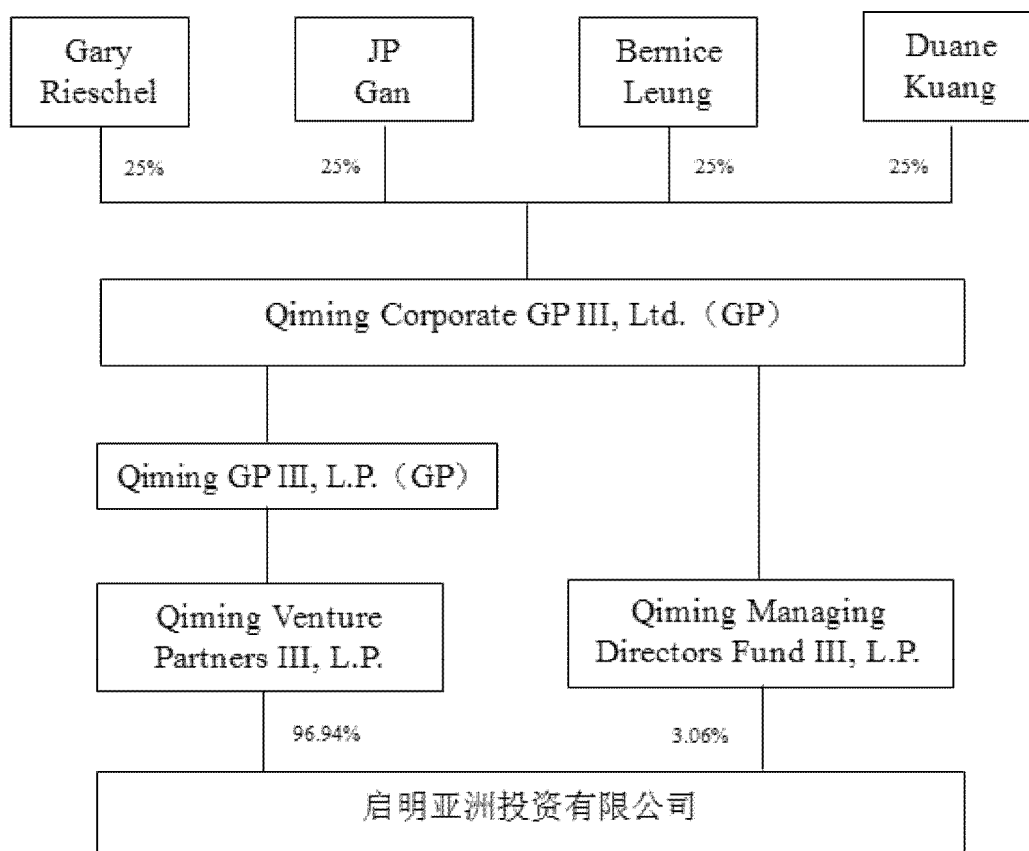 Gary
Rieschel
JP
Gan
Bernice
Leung
Duane
Kuang
25%
25%
25%
25%
Qiming Corporate GP III, Ltd.（GP）
Qiming GP III, L.P.（GP）
Qiming Venture
Partners III, L.P.
Qiming Managing
Directors Fund III, L.P.
96.94%
3.06%
启明亚洲投资有限公司